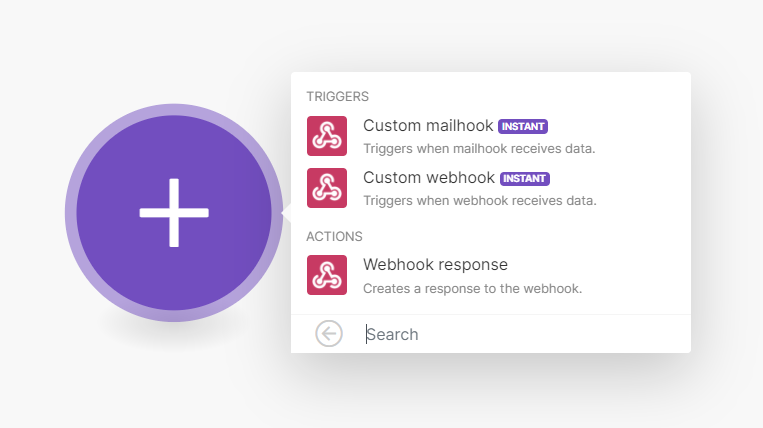 TRIGGERS
Custom mailhook INSTANT
Triggers when mailhook receives data.
Custom webhook INSTANT
Triggers when webhook receives data.
ACTIONS
Webhook response
Creates a response to the webhook.
Search